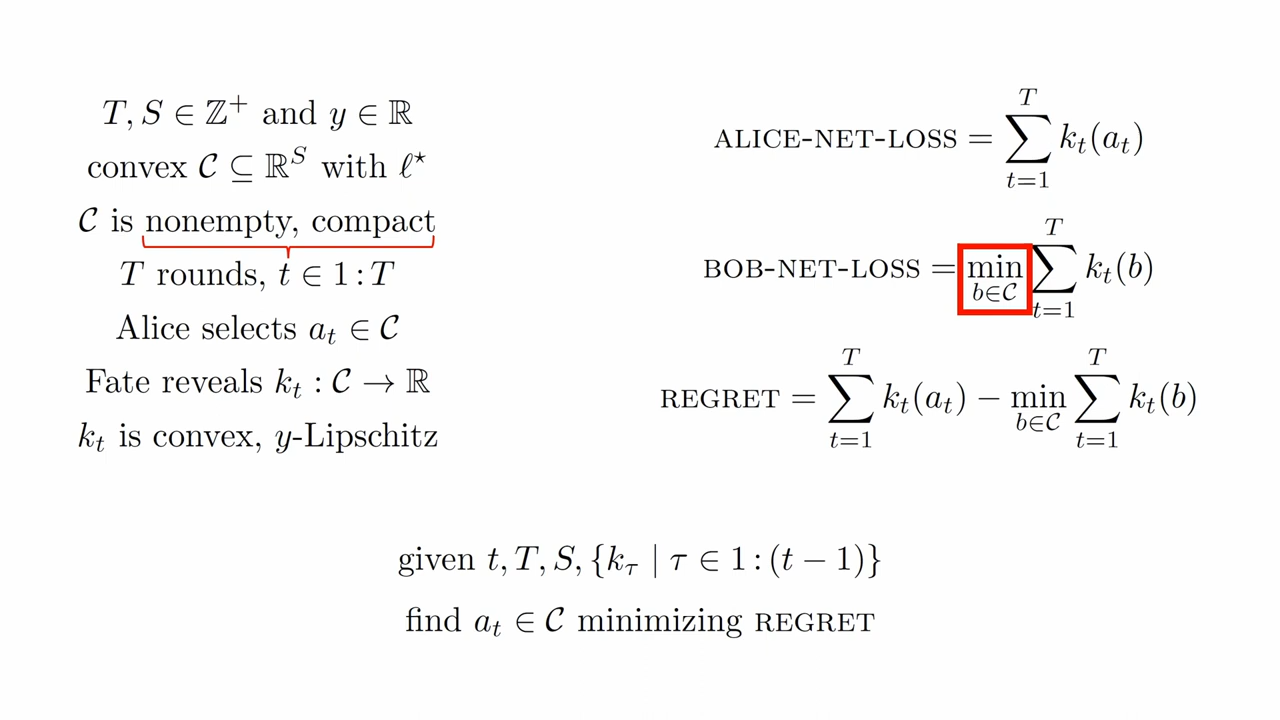 T, S ∈ ℤ⁺ and y ∈ ℝ
convex 𝒞 ⊆ ℝ^S with ℓ⋆
𝒞 is nonempty, compact
T rounds, t ∈ 1 : T
Alice selects a_t ∈ 𝒞
Fate reveals k_t : 𝒞 → ℝ
k_t is convex, y-Lipschitz
ALICE-NET-LOSS = ∑_{t=1}^{T} k_t(a_t)
BOB-NET-LOSS = min_{b∈𝒞} ∑_{t=1}^{T} k_t(b)
REGRET = ∑_{t=1}^{T} k_t(a_t) − min_{b∈𝒞} ∑_{t=1}^{T} k_t(b)
given t, T, S, {k_τ | τ ∈ 1 : (t − 1)}
find a_t ∈ 𝒞 minimizing REGRET